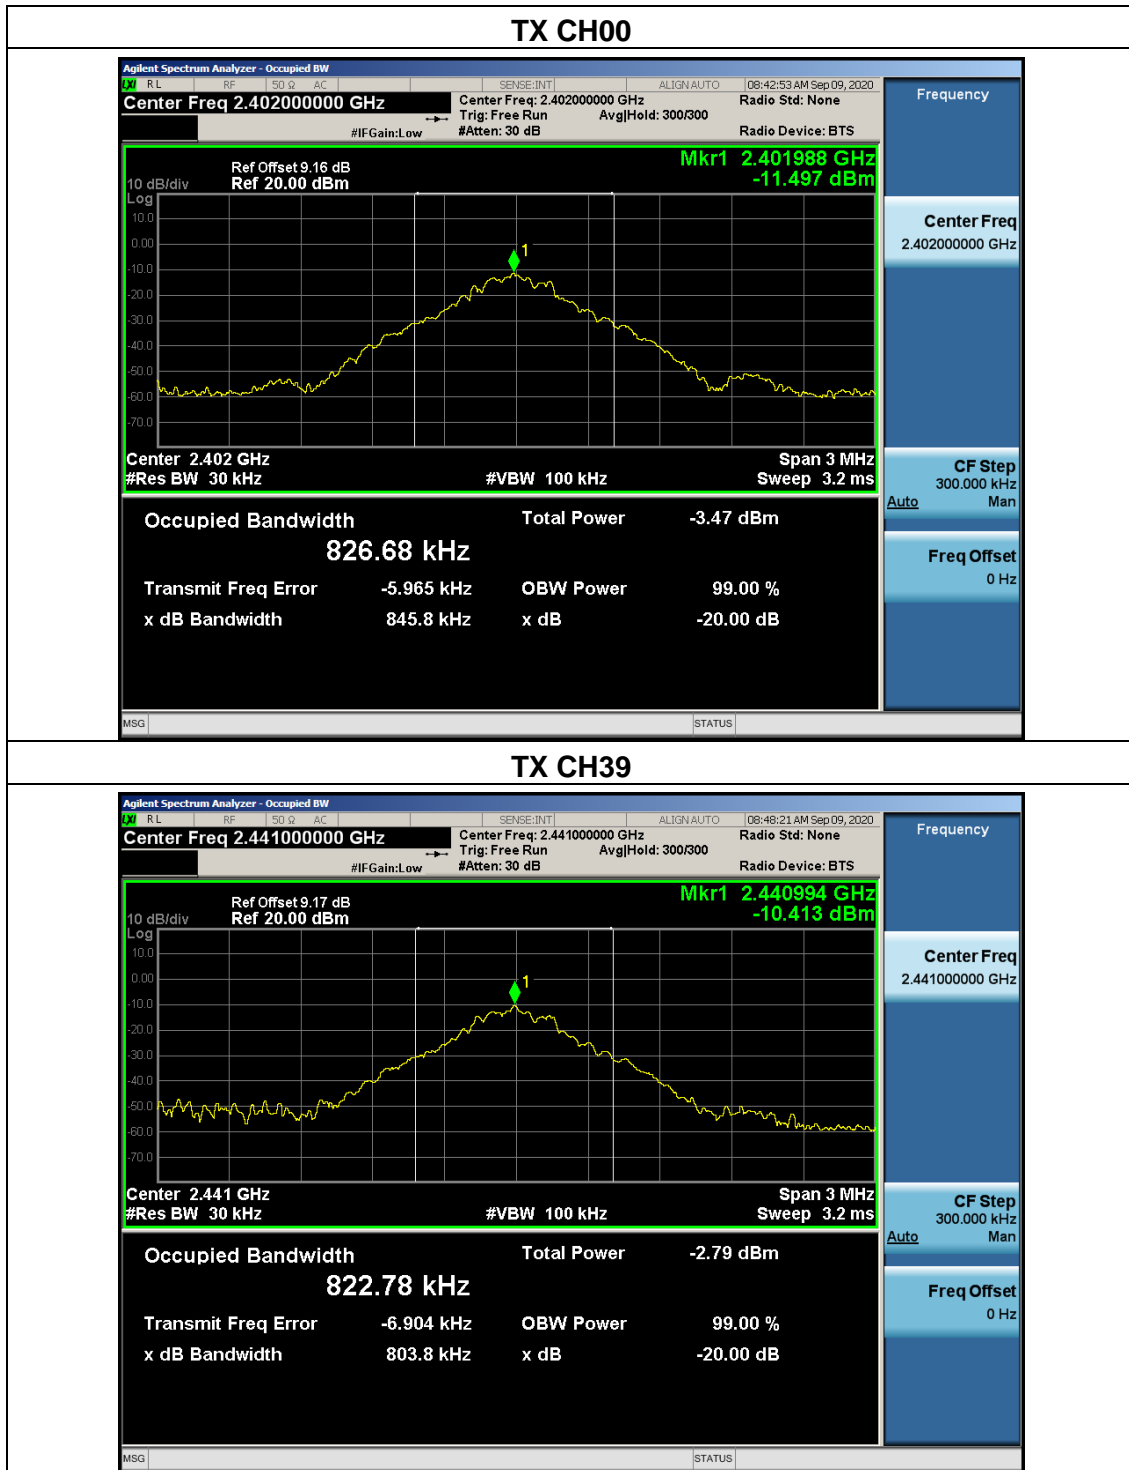 TX CH00
Agilent Spectrum Analyzer - Occupied BW
LXI RL RF 50 Ω AC SENSE:INT ALIGN AUTO 08:42:53 AM Sep 09, 2020
Center Freq 2.402000000 GHz
Center Freq: 2.402000000 GHz Radio Std: None
Trig: Free Run Avg|Hold: 300/300
#IFGain:Low #Atten: 30 dB Radio Device: BTS
Frequency
Mkr1 2.401988 GHz
-11.497 dBm
Ref Offset 9.16 dB
10 dB/div Ref 20.00 dBm
Log
10.0
0.00
-10.0
-20.0
-30.0
-40.0
-50.0
-60.0
-70.0
1
Center 2.402 GHz Span 3 MHz
#Res BW 30 kHz #VBW 100 kHz Sweep 3.2 ms
Center Freq
2.402000000 GHz
CF Step
300.000 kHz
Auto Man
Freq Offset
0 Hz
Occupied Bandwidth Total Power -3.47 dBm
826.68 kHz
Transmit Freq Error -5.965 kHz OBW Power 99.00 %
x dB Bandwidth 845.8 kHz x dB -20.00 dB
MSG STATUS
TX CH39
Agilent Spectrum Analyzer - Occupied BW
LXI RL RF 50 Ω AC SENSE:INT ALIGN AUTO 08:48:21 AM Sep 09, 2020
Center Freq 2.441000000 GHz
Center Freq: 2.441000000 GHz Radio Std: None
Trig: Free Run Avg|Hold: 300/300
#IFGain:Low #Atten: 30 dB Radio Device: BTS
Frequency
Mkr1 2.440994 GHz
-10.413 dBm
Ref Offset 9.17 dB
10 dB/div Ref 20.00 dBm
Log
10.0
0.00
-10.0
-20.0
-30.0
-40.0
-50.0
-60.0
-70.0
1
Center 2.441 GHz Span 3 MHz
#Res BW 30 kHz #VBW 100 kHz Sweep 3.2 ms
Center Freq
2.441000000 GHz
CF Step
300.000 kHz
Auto Man
Freq Offset
0 Hz
Occupied Bandwidth Total Power -2.79 dBm
822.78 kHz
Transmit Freq Error -6.904 kHz OBW Power 99.00 %
x dB Bandwidth 803.8 kHz x dB -20.00 dB
MSG STATUS